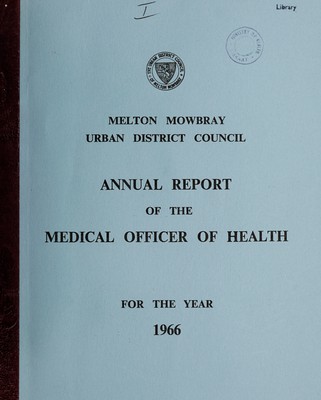 I
Library
MELTON MOWBRAY
URBAN DISTRICT COUNCIL
ANNUAL REPORT
OF THE
MEDICAL OFFICER OF HEALTH
FOR THE YEAR
1966